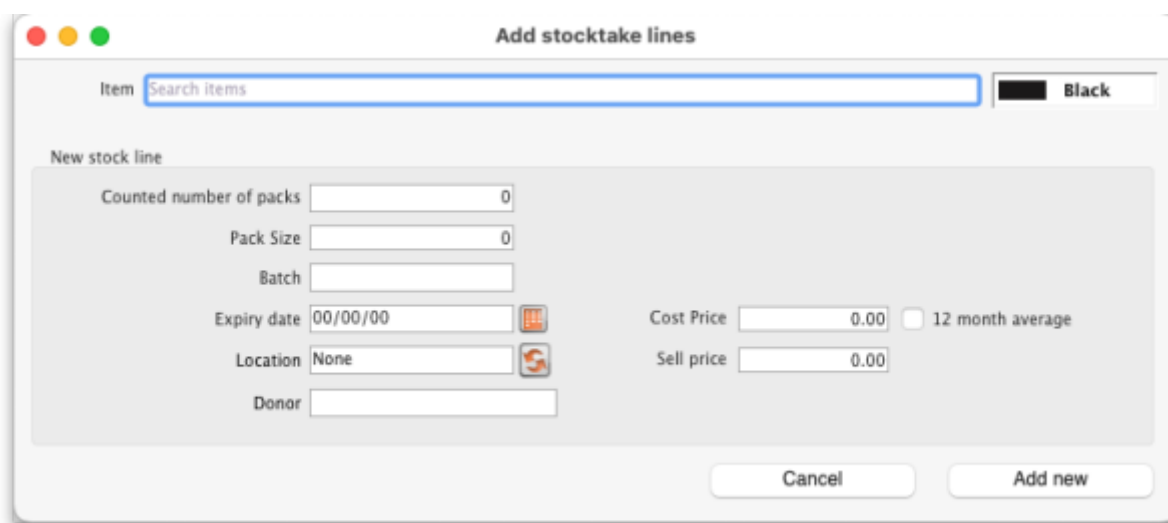 Add stocktake lines
Item Search items Black
New stock line
Counted number of packs 0
Pack Size 0
Batch
Expiry date 00/00/00 Cost Price 0.00 12 month average
Location None Sell price 0.00
Donor
Cancel Add new